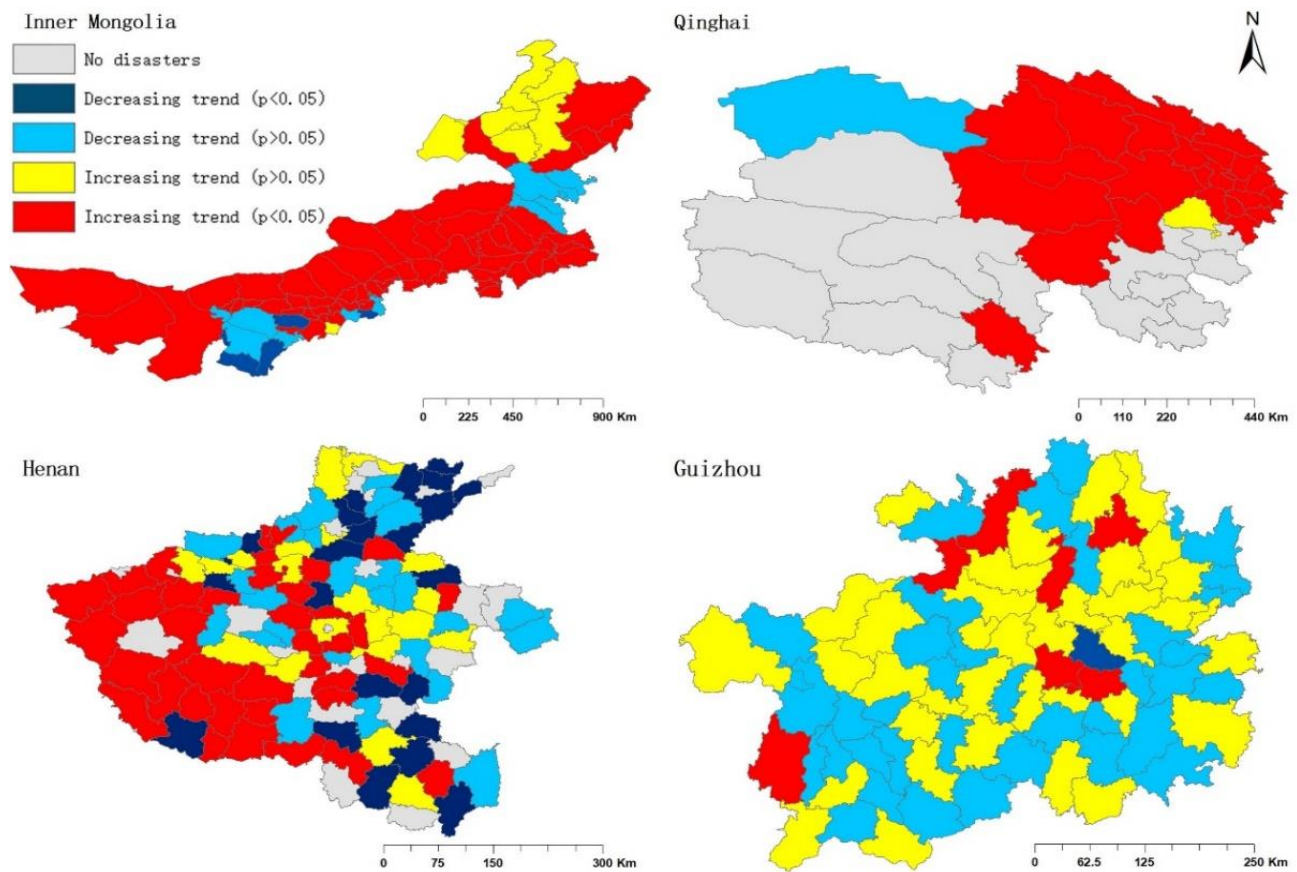 Inner Mongolia
No disasters
Decreasing trend (p<0.05)
Decreasing trend (p>0.05)
Increasing trend (p>0.05)
Increasing trend (p<0.05)
0 225 450 900 Km
Qinghai
N
0 110 220 440 Km
Henan
0 75 150 300 Km
Guizhou
0 62.5 125 250 Km